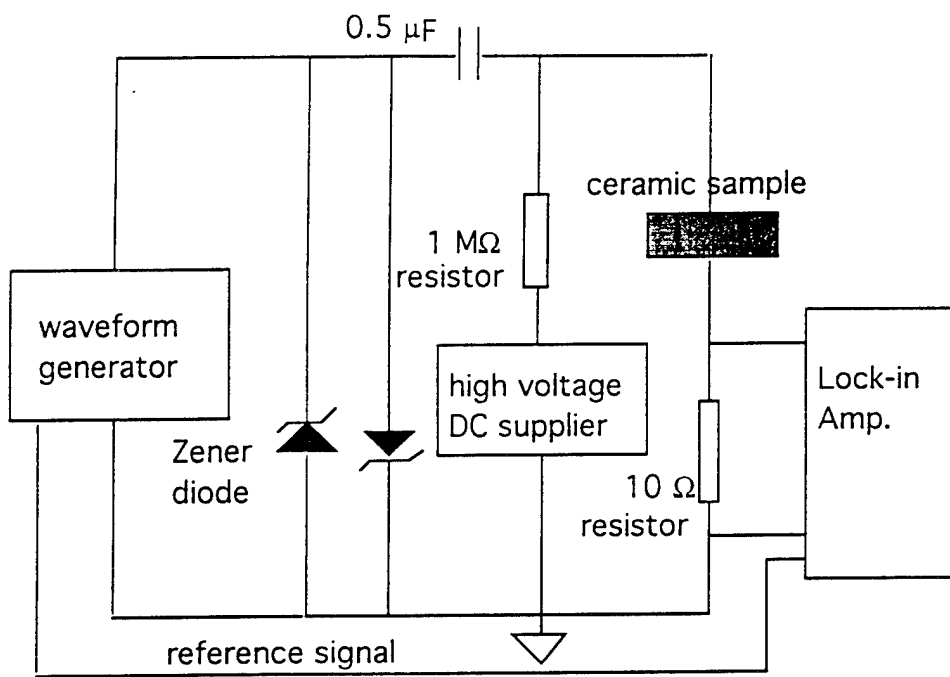 0.5 μF
ceramic sample
1 MΩ
resistor
waveform
generator
high voltage
DC supplier
Lock-in
Amp.
Zener
diode
10 Ω
resistor
reference signal